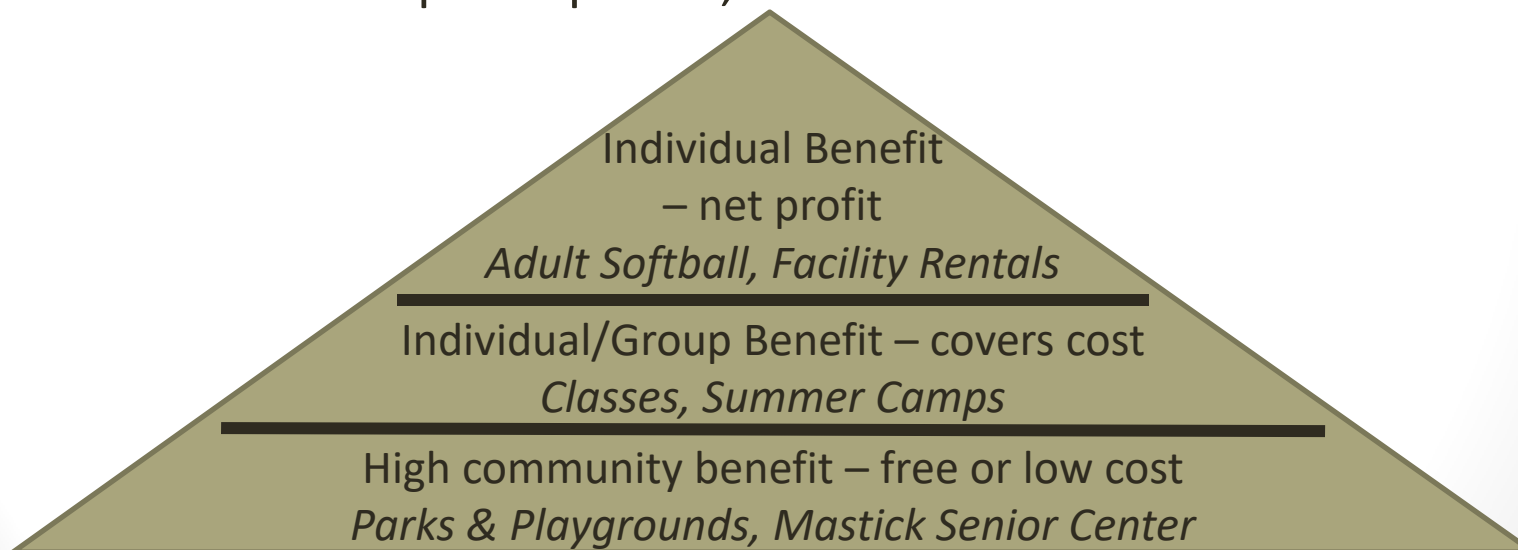 Individual Benefit
– net profit
Adult Softball, Facility Rentals
Individual/Group Benefit – covers cost
Classes, Summer Camps
High community benefit – free or low cost
Parks & Playgrounds, Mastick Senior Center